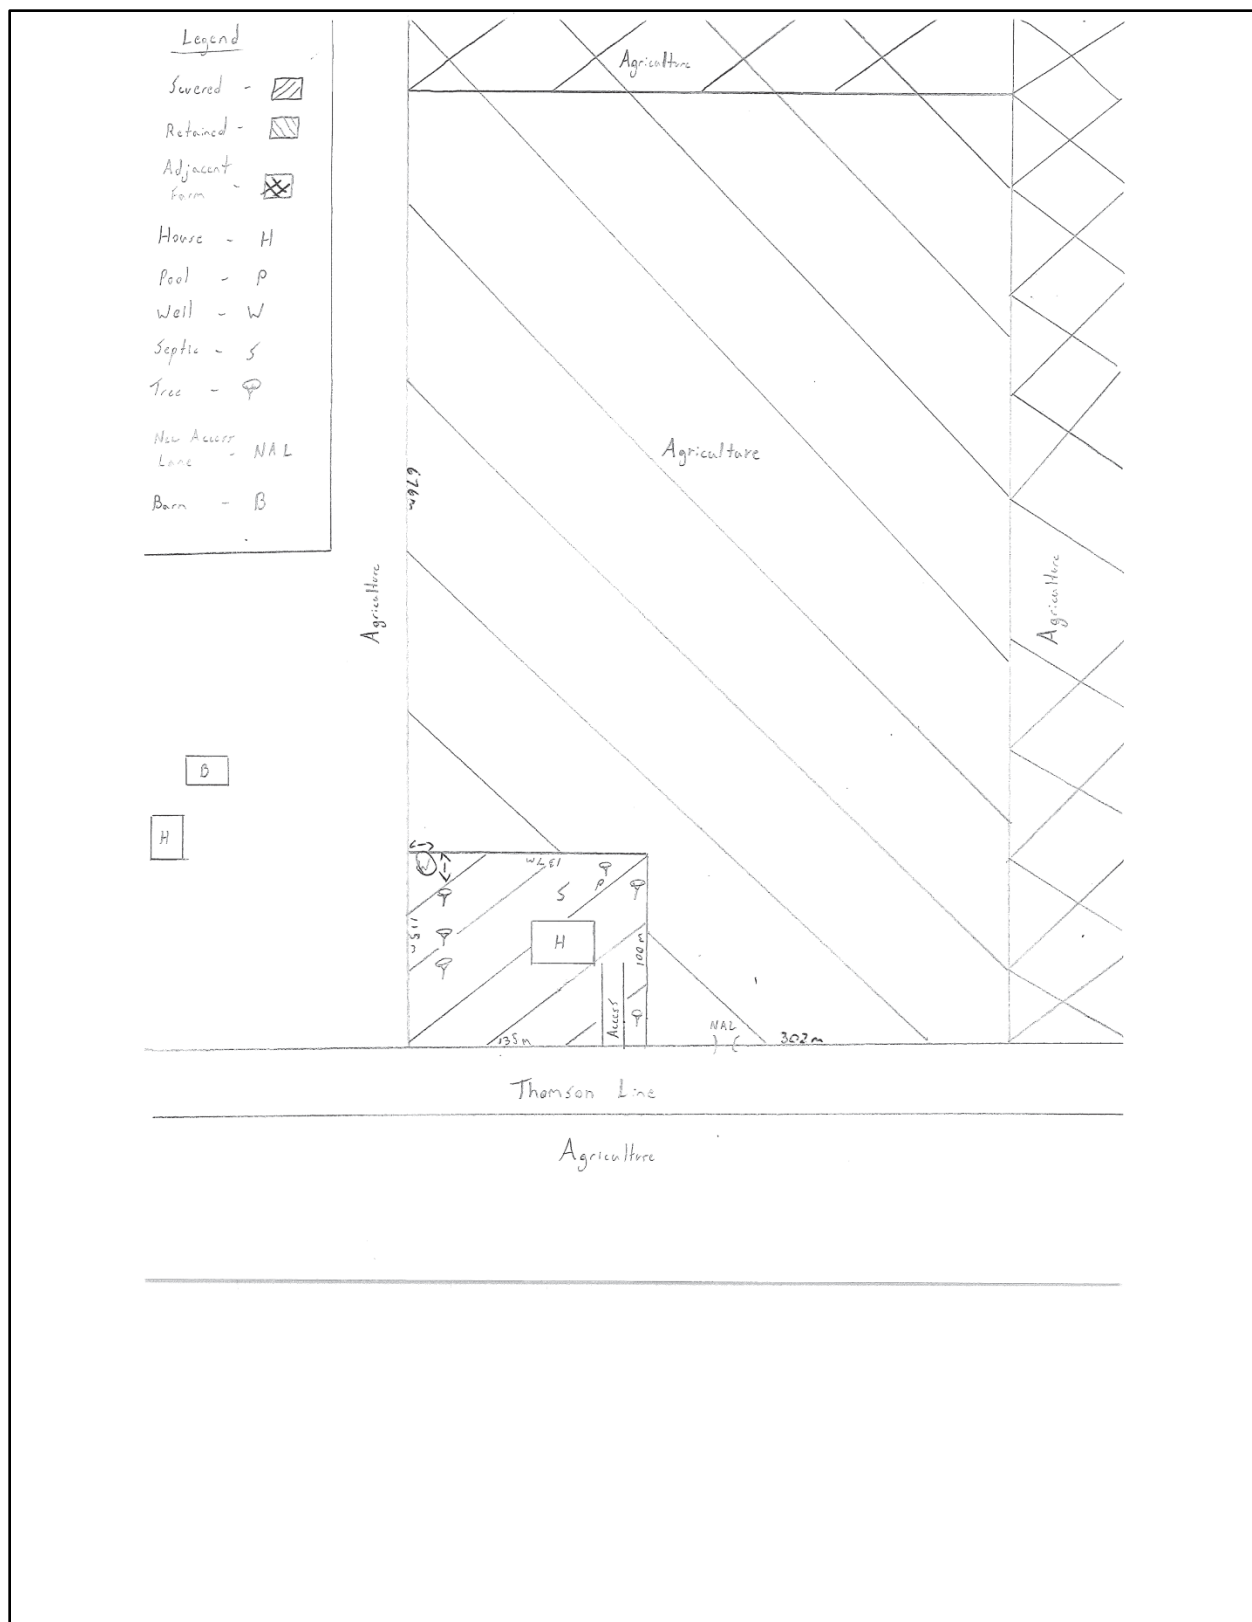 Legend
Severed -
Retained -
Adjacent
Farm -
House - H
Pool - P
Well - W
Septic - S
Tree -
New Access
Lane - NAL
Barn - B
Agriculture
Agriculture
676m
Agriculture
Agriculture
B
H
W
137m
P
S
115m
H
100m
Access
135m
NAL
302m
Thomson Line
Agriculture